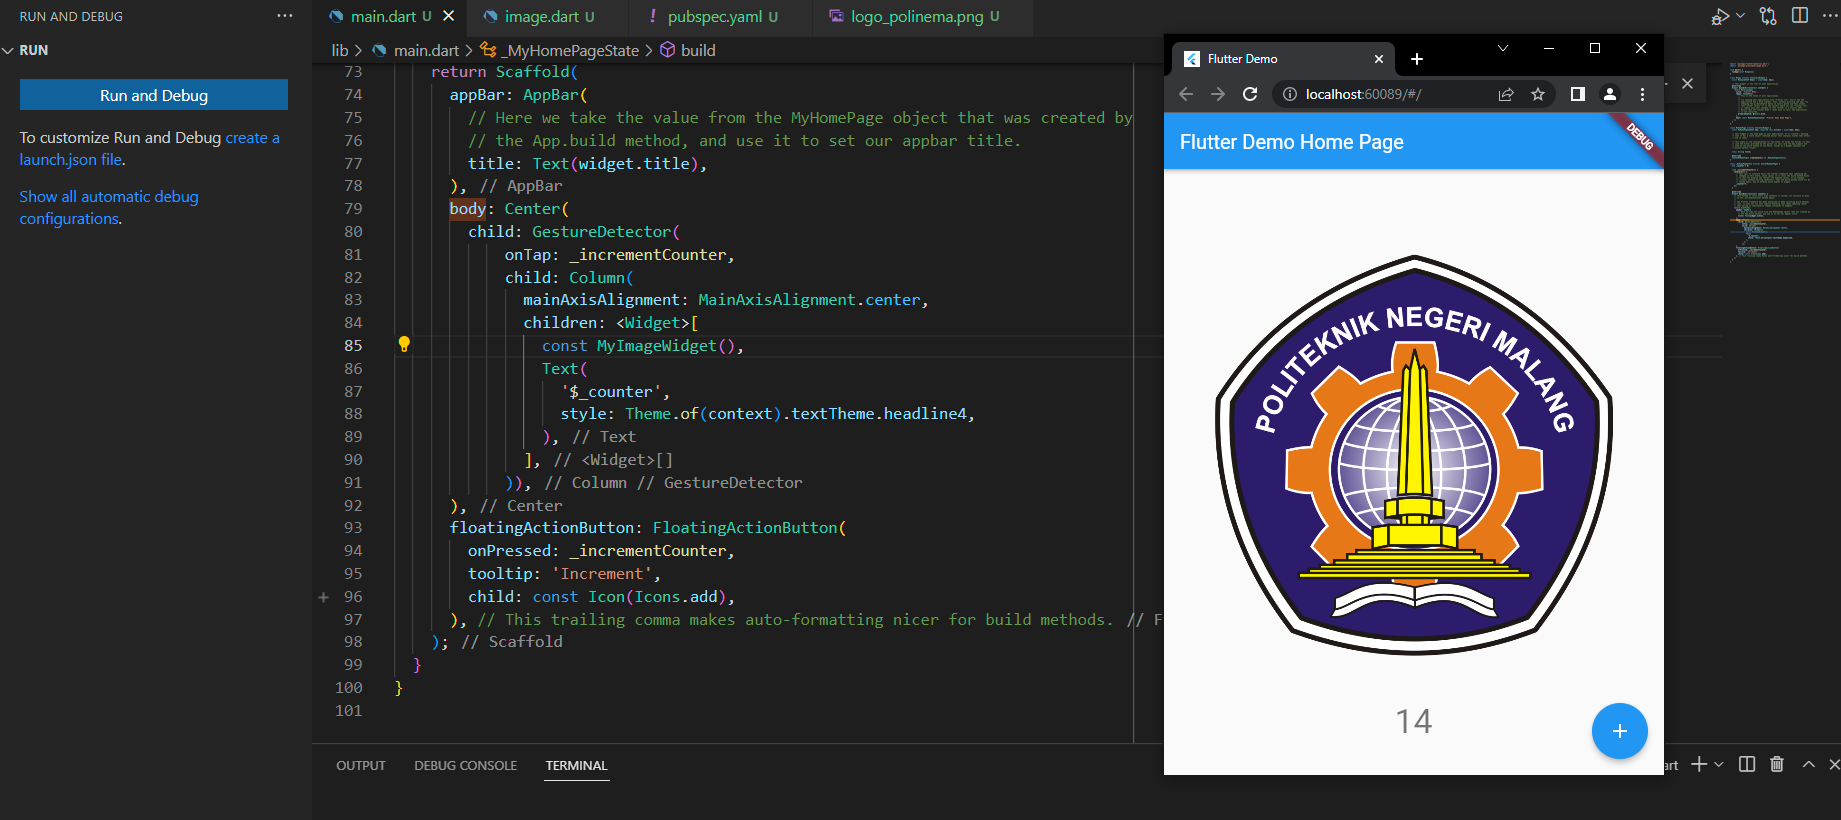 RUN AND DEBUG
RUN
Run and Debug
To customize Run and Debug create a
launch.json file.
Show all automatic debug
configurations.
main.dart U
image.dart U
! pubspec.yaml U
logo_polinema.png U
lib > main.dart > _MyHomePageState > build
73 return Scaffold(
74 appBar: AppBar(
75 // Here we take the value from the MyHomePage object that was created by
76 // the App.build method, and use it to set our appbar title.
77 title: Text(widget.title),
78 ), // AppBar
79 body: Center(
80 child: GestureDetector(
81 onTap: _incrementCounter,
82 child: Column(
83 mainAxisAlignment: MainAxisAlignment.center,
84 children: <Widget>[
85 const MyImageWidget(),
86 Text(
87 '$_counter',
88 style: Theme.of(context).textTheme.headline4,
89 ), // Text
90 ], // <Widget>[]
91 )), // Column // GestureDetector
92 ), // Center
93 floatingActionButton: FloatingActionButton(
94 onPressed: _incrementCounter,
95 tooltip: 'Increment',
96 child: const Icon(Icons.add),
97 ), // This trailing comma makes auto-formatting nicer for build methods. // F
98 ); // Scaffold
99 }
100 }
101
OUTPUT
DEBUG CONSOLE
TERMINAL
Flutter Demo
localhost:60089/#/
Flutter Demo Home Page
DEBUG
POLITEKNIK NEGERI MALANG
14
art